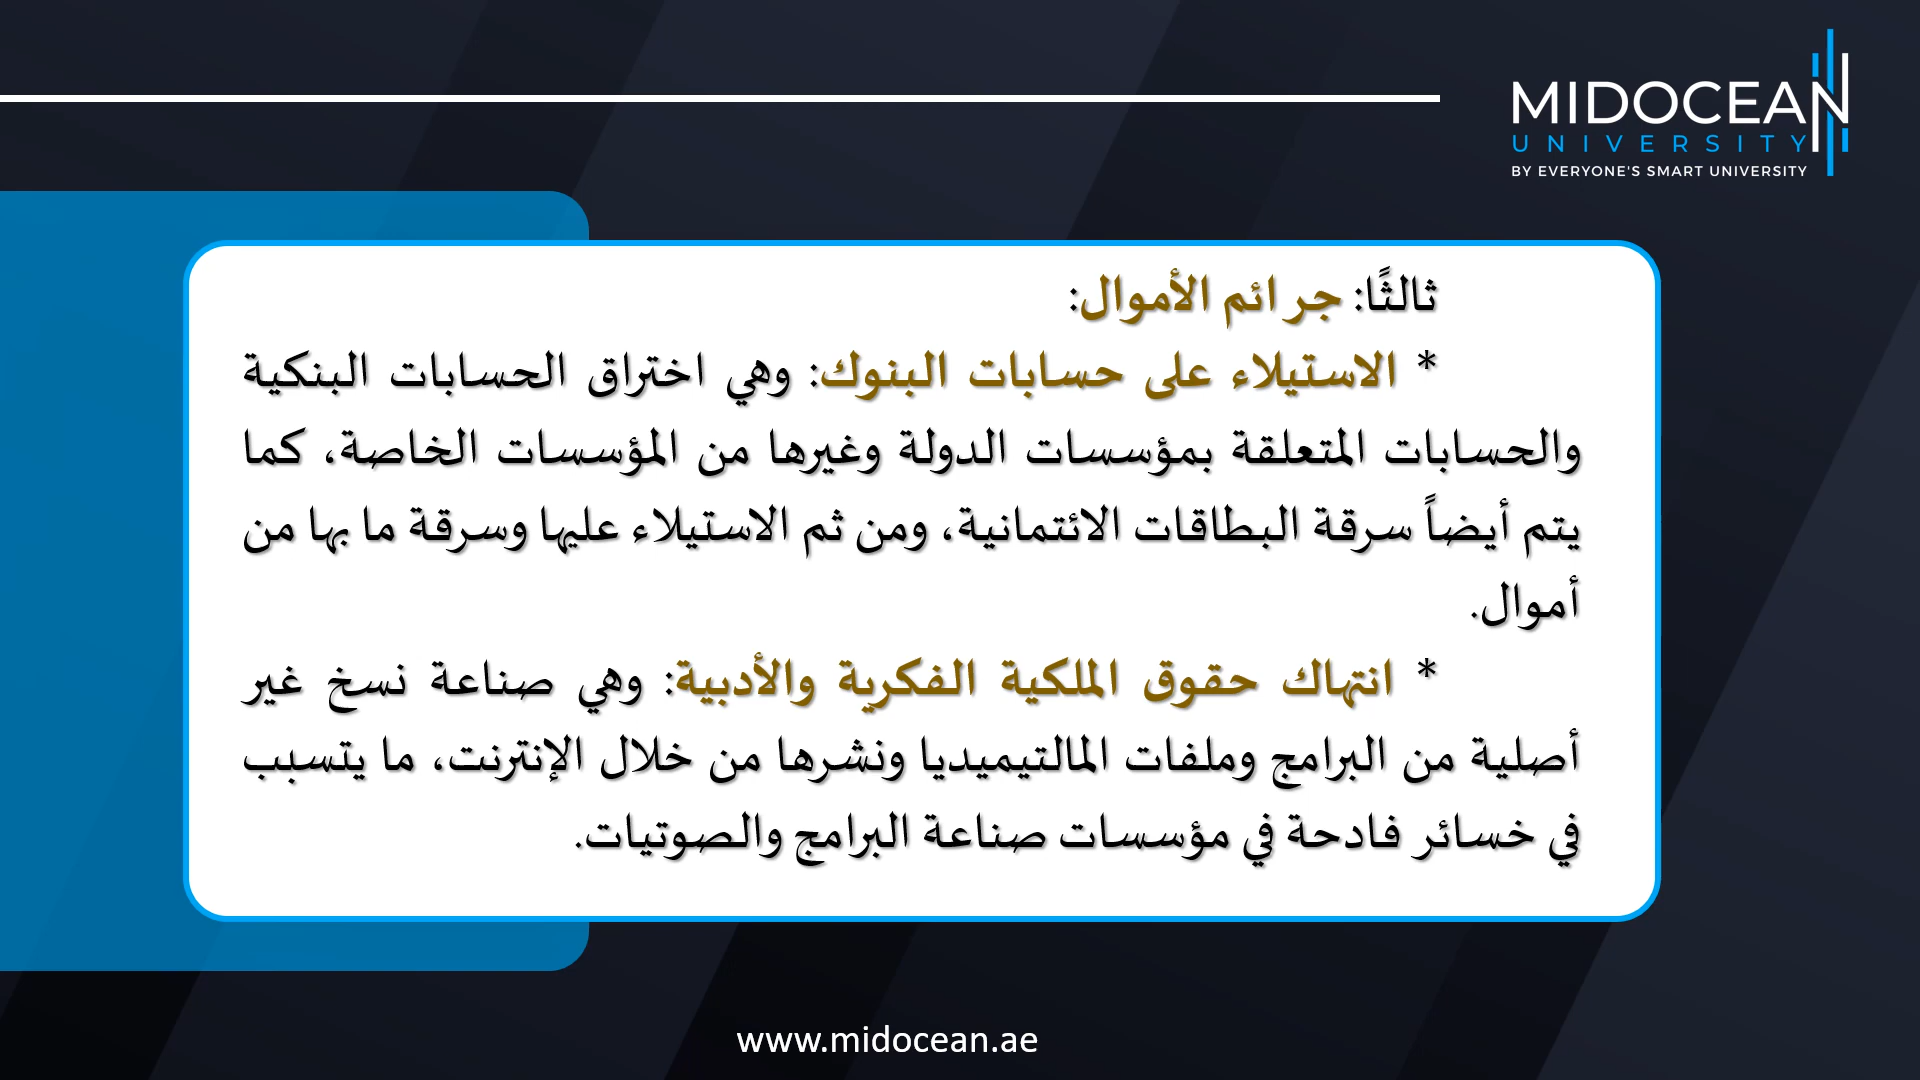 MIDOCEAN
UNIVERSITY
BY EVERYONE'S SMART UNIVERSITY
ثالثًا: جرائم الأموال:
* الاستيلاء على حسابات البنوك: وهي اختراق الحسابات البنكية
والحسابات المتعلقة بمؤسسات الدولة وغيرها من المؤسسات الخاصة، كما
يتم أيضاً سرقة البطاقات الائتمانية، ومن ثم الاستيلاء عليها وسرقة ما بها من
أموال.
* انتهاك حقوق الملكية الفكرية والأدبية: وهي صناعة نسخ غير
أصلية من البرامج وملفات المالتيميديا ونشرها من خلال الإنترنت، ما يتسبب
في خسائر فادحة في مؤسسات صناعة البرامج والصوتيات.
www.midocean.ae